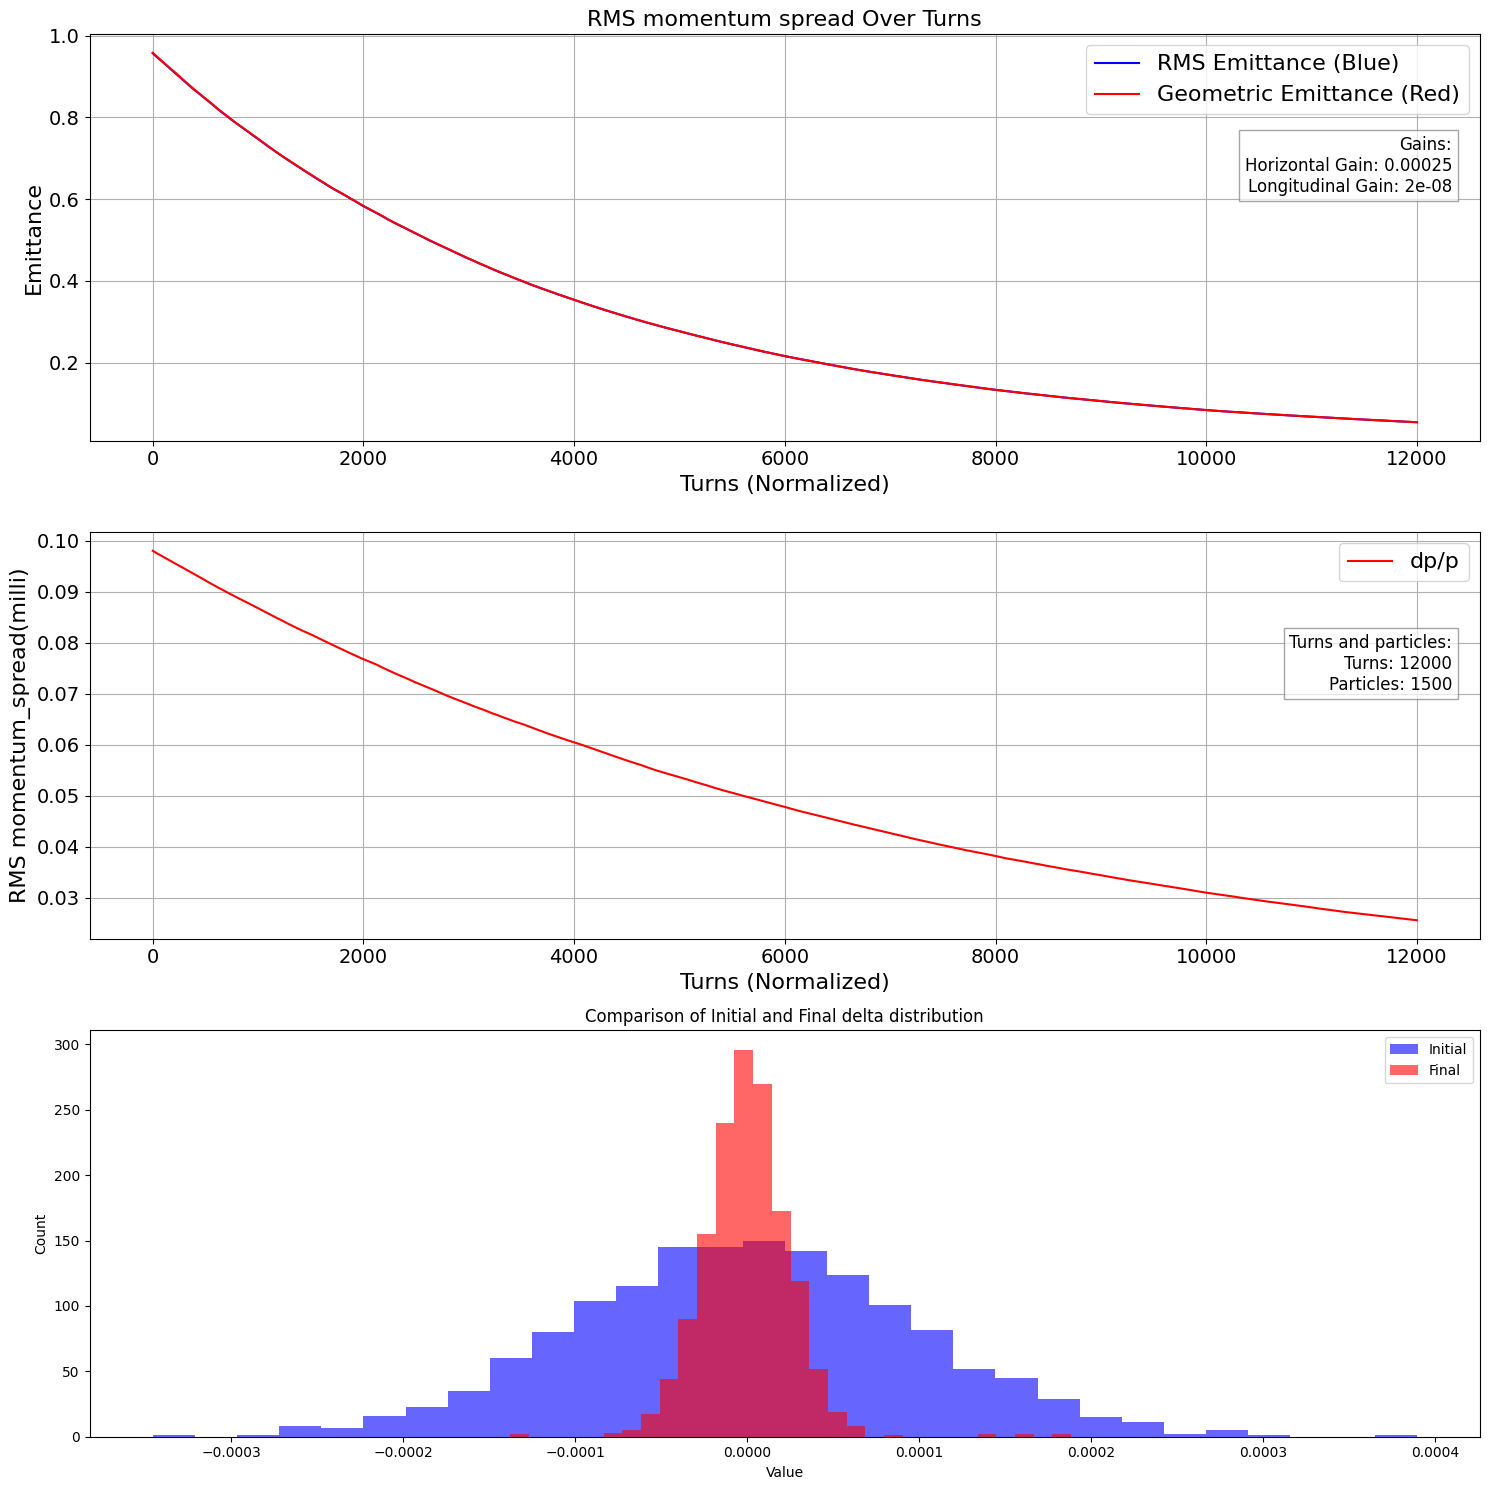 RMS momentum spread Over Turns
1.0
0.8
0.6
0.4
0.2
Emittance
RMS Emittance (Blue)
Geometric Emittance (Red)
Gains:
Horizontal Gain: 0.00025
Longitudinal Gain: 2e-08
0 2000 4000 6000 8000 10000 12000
Turns (Normalized)
0.10
0.09
0.08
0.07
0.06
0.05
0.04
0.03
RMS momentum_spread(milli)
dp/p
Turns and particles:
Turns: 12000
Particles: 1500
0 2000 4000 6000 8000 10000 12000
Turns (Normalized)
Comparison of Initial and Final delta distribution
300
250
200
150
100
50
0
Count
Initial
Final
−0.0003 −0.0002 −0.0001 0.0000 0.0001 0.0002 0.0003 0.0004
Value